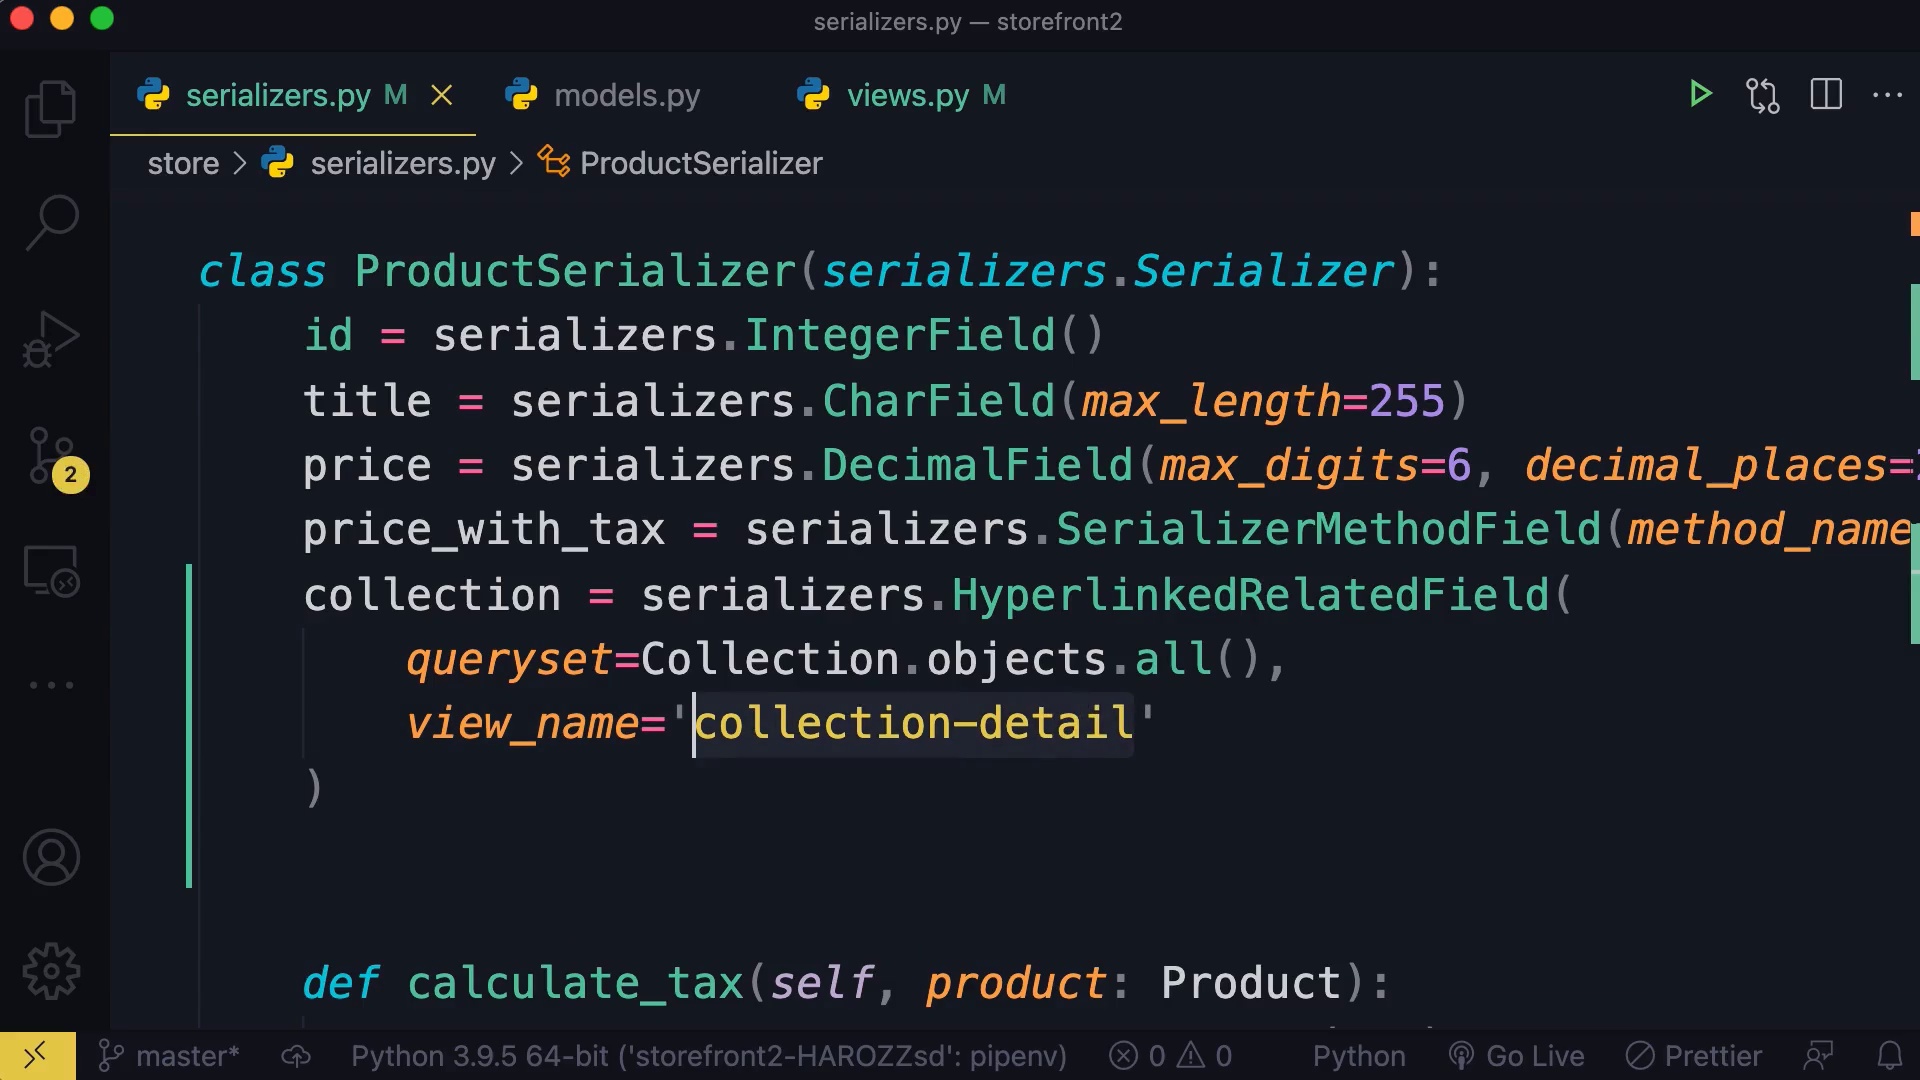 serializers.py — storefront2
serializers.py M
models.py
views.py M
store > serializers.py > ProductSerializer
class ProductSerializer(serializers.Serializer):
id = serializers.IntegerField()
title = serializers.CharField(max_length=255)
price = serializers.DecimalField(max_digits=6, decimal_places=
price_with_tax = serializers.SerializerMethodField(method_name
collection = serializers.HyperlinkedRelatedField(
queryset=Collection.objects.all(),
view_name='collection-detail'
)
2
def calculate_tax(self, product: Product):
master* Python 3.9.5 64-bit ('storefront2-HAROZZsd': pipenv) 0 0 Python Go Live Prettier